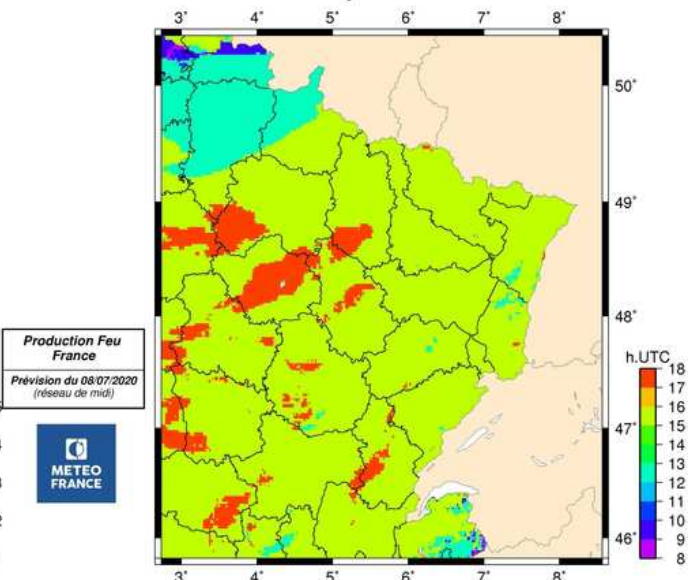 3° 4° 5° 6° 7° 8°
50°
49°
48°
47°
46°
3° 4° 5° 6° 7° 8°
Production Feu
France
Prévision du 08/07/2020
(réseau de midi)
METEO
FRANCE
h.UTC
18
17
16
15
14
13
12
11
10
9
8